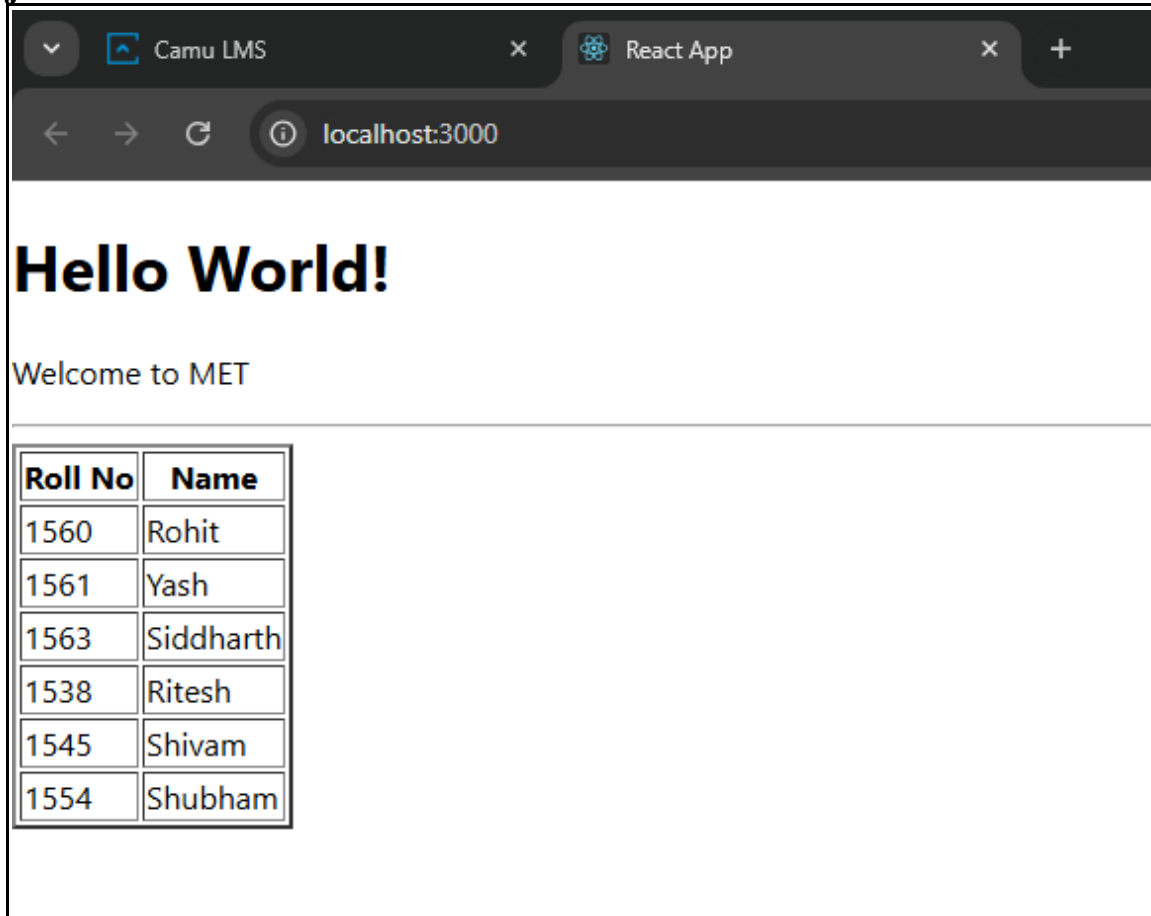 Camu LMS
React App
localhost:3000
Hello World!
Welcome to MET
Roll No Name
1560 Rohit
1561 Yash
1563 Siddharth
1538 Ritesh
1545 Shivam
1554 Shubham